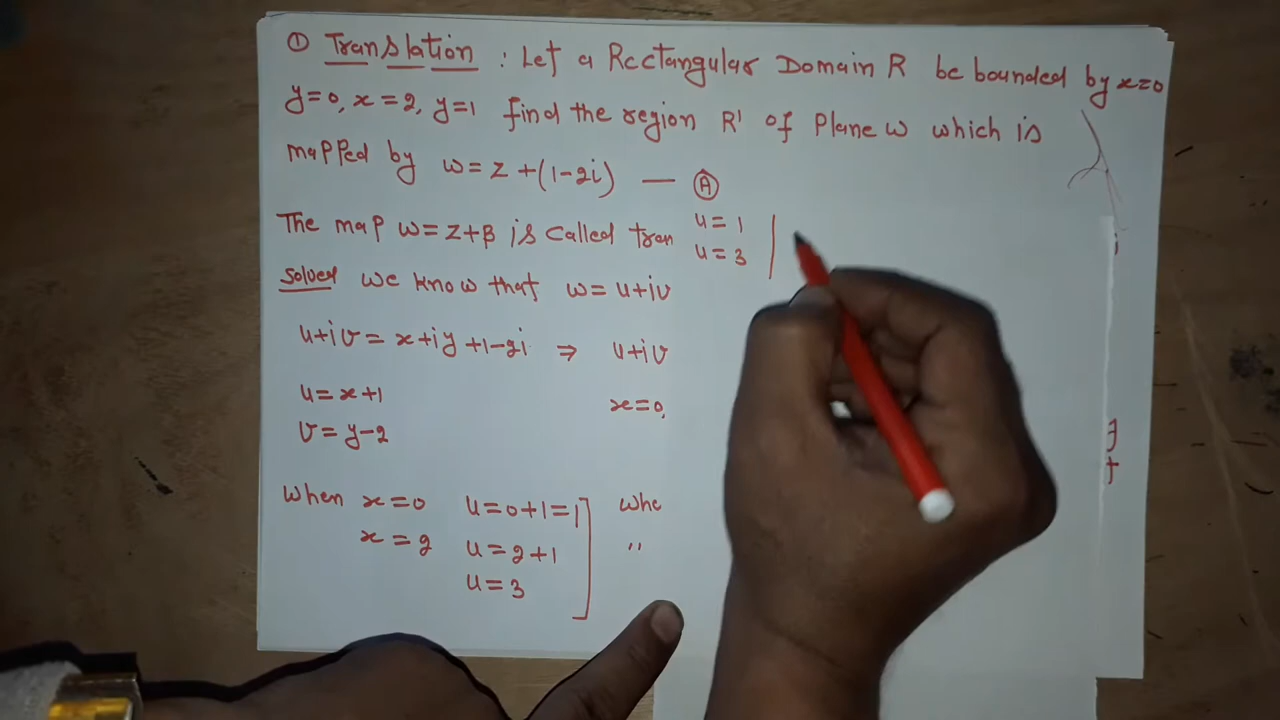 ① Translation : Let a Rectangular Domain R be bounded by x=0
y=0, x=2, y=1 find the region R' of Plane w which is
mapped by w=z+(1-2i) — Ⓐ
The map w=z+β is called tran
u=1
u=3
Solve we know that w=u+iv
u+iv=x+iy+1-2i ⇒ u+iv
u=x+1
x=0,
v=y-2
When x=0 u=0+1=1 whe
x=2 u=2+1 ,,
u=3